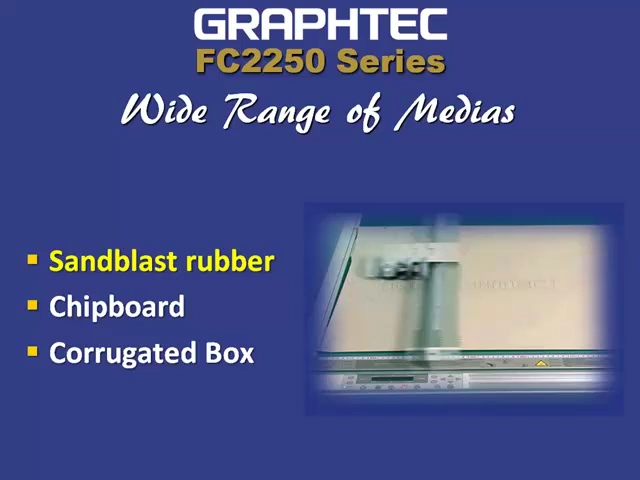 GRAPHTEC
FC2250 Series
Wide Range of Medias
Sandblast rubber
Chipboard
Corrugated Box